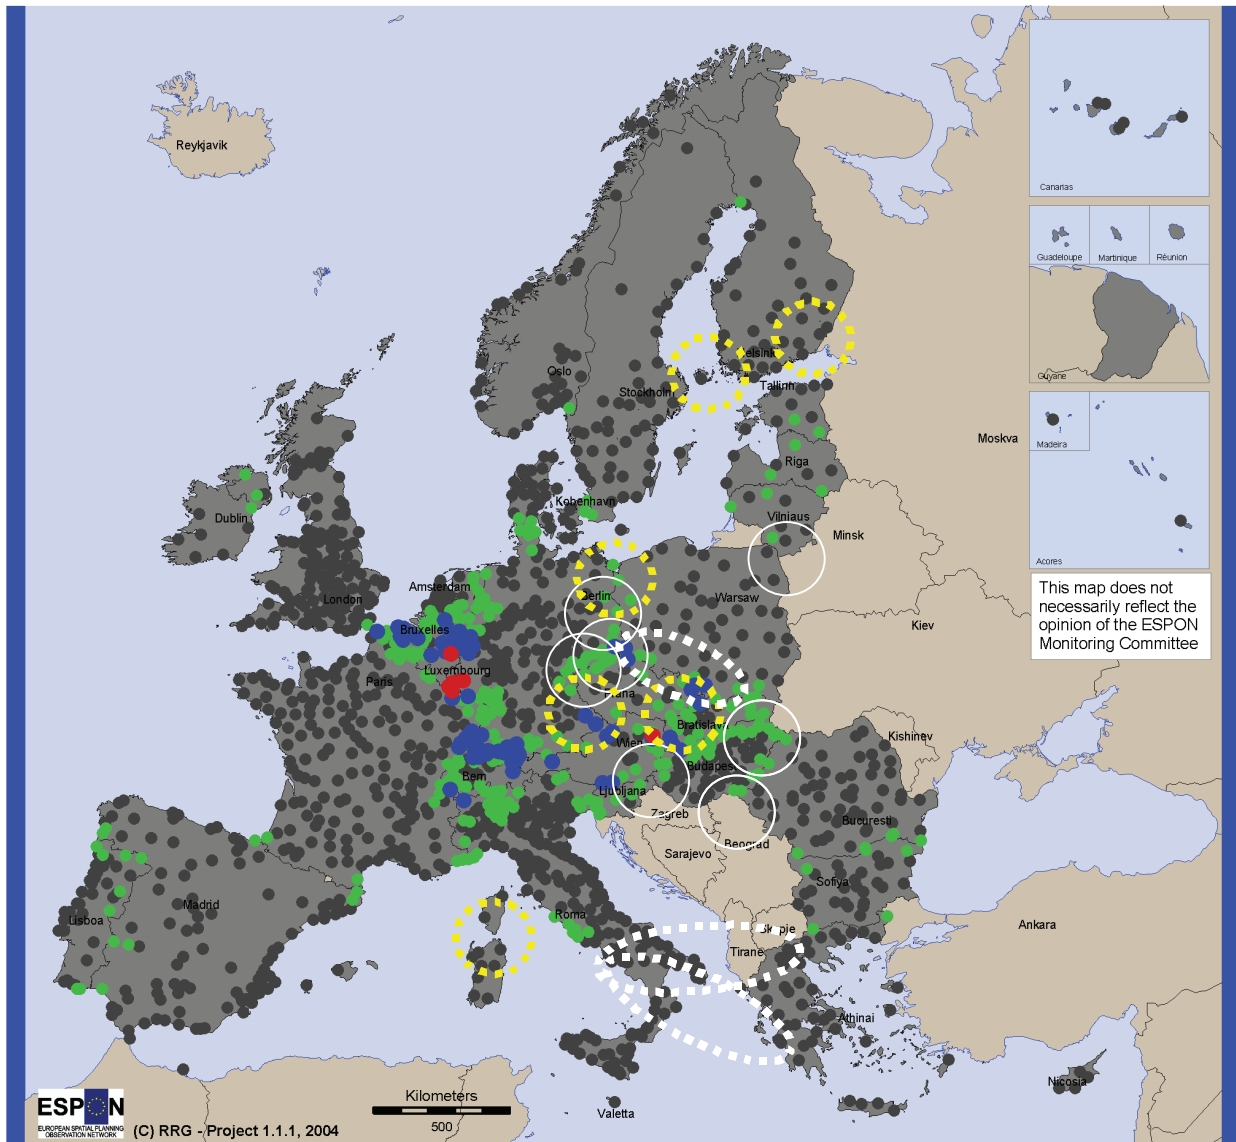 Reykjavik
Canarias
Guadeloupe
Martinique
Réunion
Guyane
Oslo
Stockholm
elsink
Tallinn
Moskva
Madeira
Riga
Dublin
Kobenhavn
Vilniaus
Minsk
Acores
This map does not
necessarily reflect the
opinion of the ESPON
Monitoring Committee
Amsterdam
London
Berlin
Warsaw
Bruxelles
Kiev
Luxembourg
Paris
Praha
Bratislava
Wien
Kishinev
Budapes
Bern
Ljubljana
Zagreb
Bucuresti
Beograd
Sarajevo
Sofiya
Madrid
Lisboa
Roma
Skopje
Ankara
Tirane
Athinai
Nicosia
Valetta
Kilometers
500
ESPON
EUROPEAN SPATIAL PLANNING
OBSERVATION NETWORK
(C) RRG - Project 1.1.1, 2004